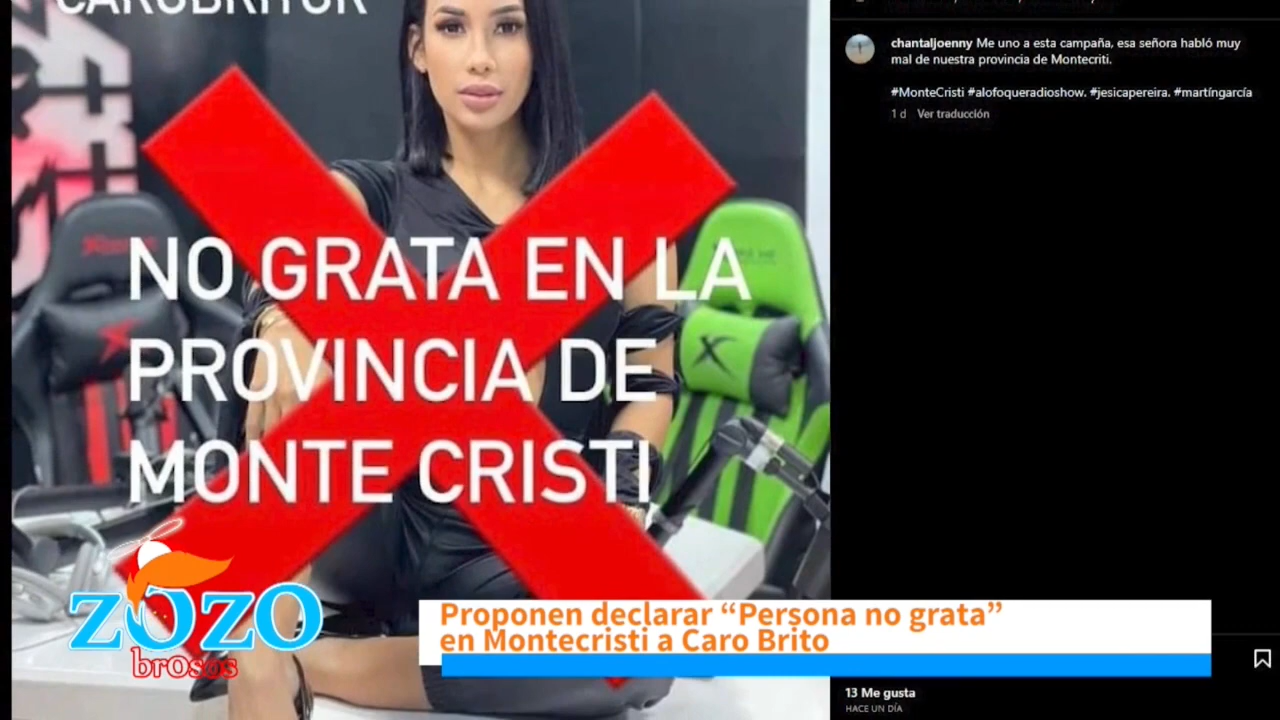 CAROBRITOR
NO GRATA EN LA
PROVINCIA DE
MONTE CRISTI
chantaljoenny Me uno a esta campaña, esa señora habló muy
mal de nuestra provincia de Montecriti.
#MonteCristi #alofoqueradioshow. #jesicapereira. #martíngarcía
1 d Ver traducción
zozo
brosos
Proponen declarar “Persona no grata”
en Montecristi a Caro Brito
13 Me gusta
HACE UN DÍA